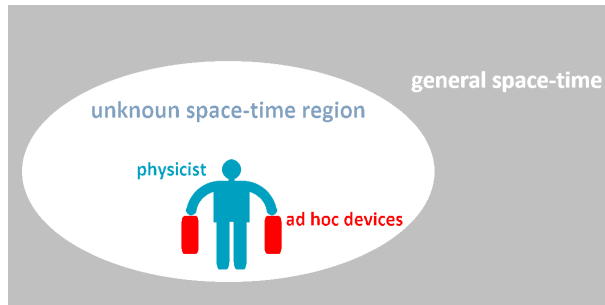 general space-time
unknoun space-time region
physicist
ad hoc devices